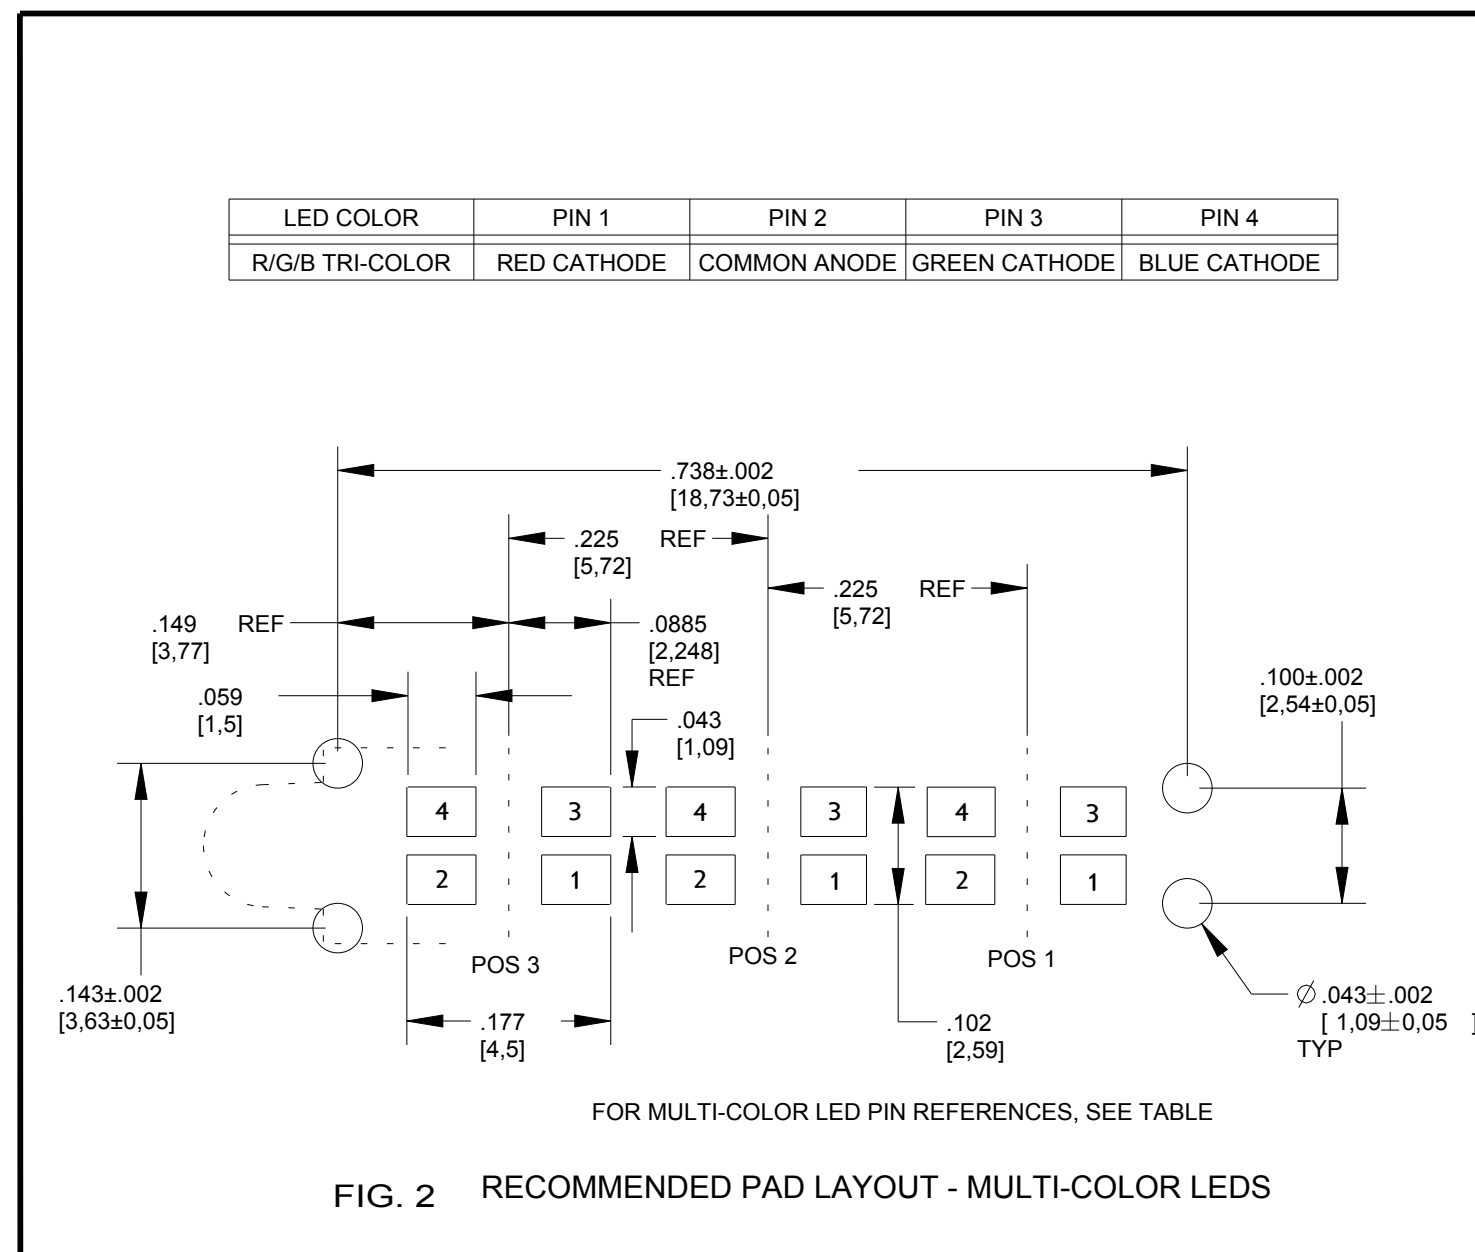 LED COLOR PIN 1 PIN 2 PIN 3 PIN 4
R/G/B TRI-COLOR RED CATHODE COMMON ANODE GREEN CATHODE BLUE CATHODE
.738±.002
[18,73±0,05]
.225 REF
[5,72]
.225 REF
[5,72]
.149 REF
[3,77]
.0885
[2,248]
REF
.059
[1,5]
.043
[1,09]
.100±.002
[2,54±0,05]
4 3 4 3 4 3
2 1 2 1 2 1
POS 3 POS 2 POS 1
.143±.002
[3,63±0,05]
.177
[4,5]
.102
[2,59]
∅ .043±.002
[ 1,09±0,05 ]
TYP
FOR MULTI-COLOR LED PIN REFERENCES, SEE TABLE
FIG. 2 RECOMMENDED PAD LAYOUT - MULTI-COLOR LEDS